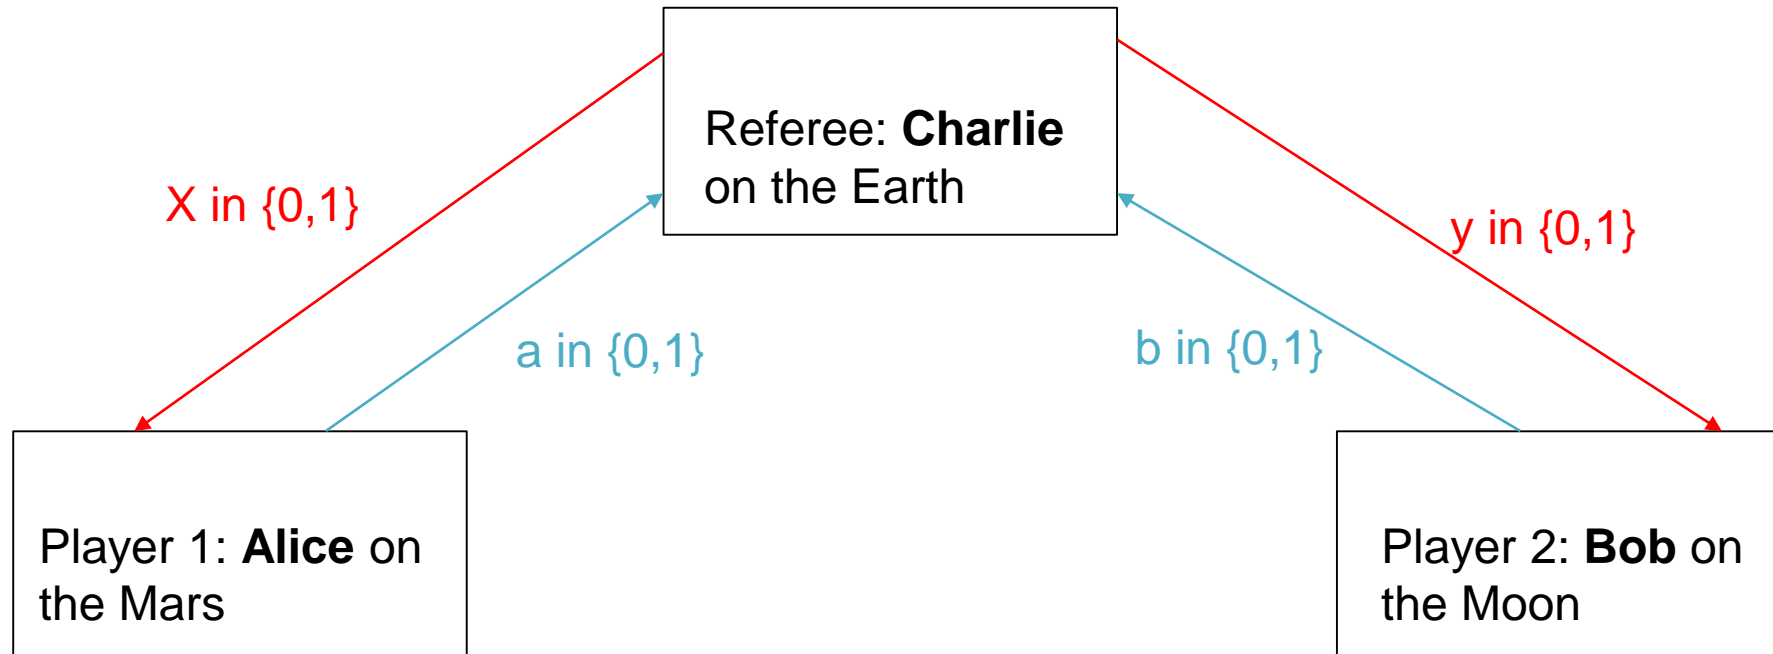 Referee: Charlie
on the Earth
X in {0,1}
y in {0,1}
a in {0,1}
b in {0,1}
Player 1: Alice on
the Mars
Player 2: Bob on
the Moon